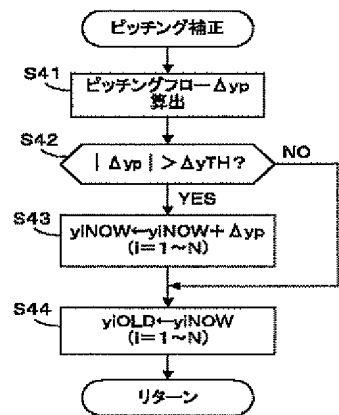 ピッチング補正
S41
ピッチングフローΔyp
算出
S42
|Δyp|>ΔyTH?
NO
YES
S43
yiNOW←yiNOW+Δyp
(i=1~N)
S44
yiOLD←yiNOW
(i=1~N)
リターン